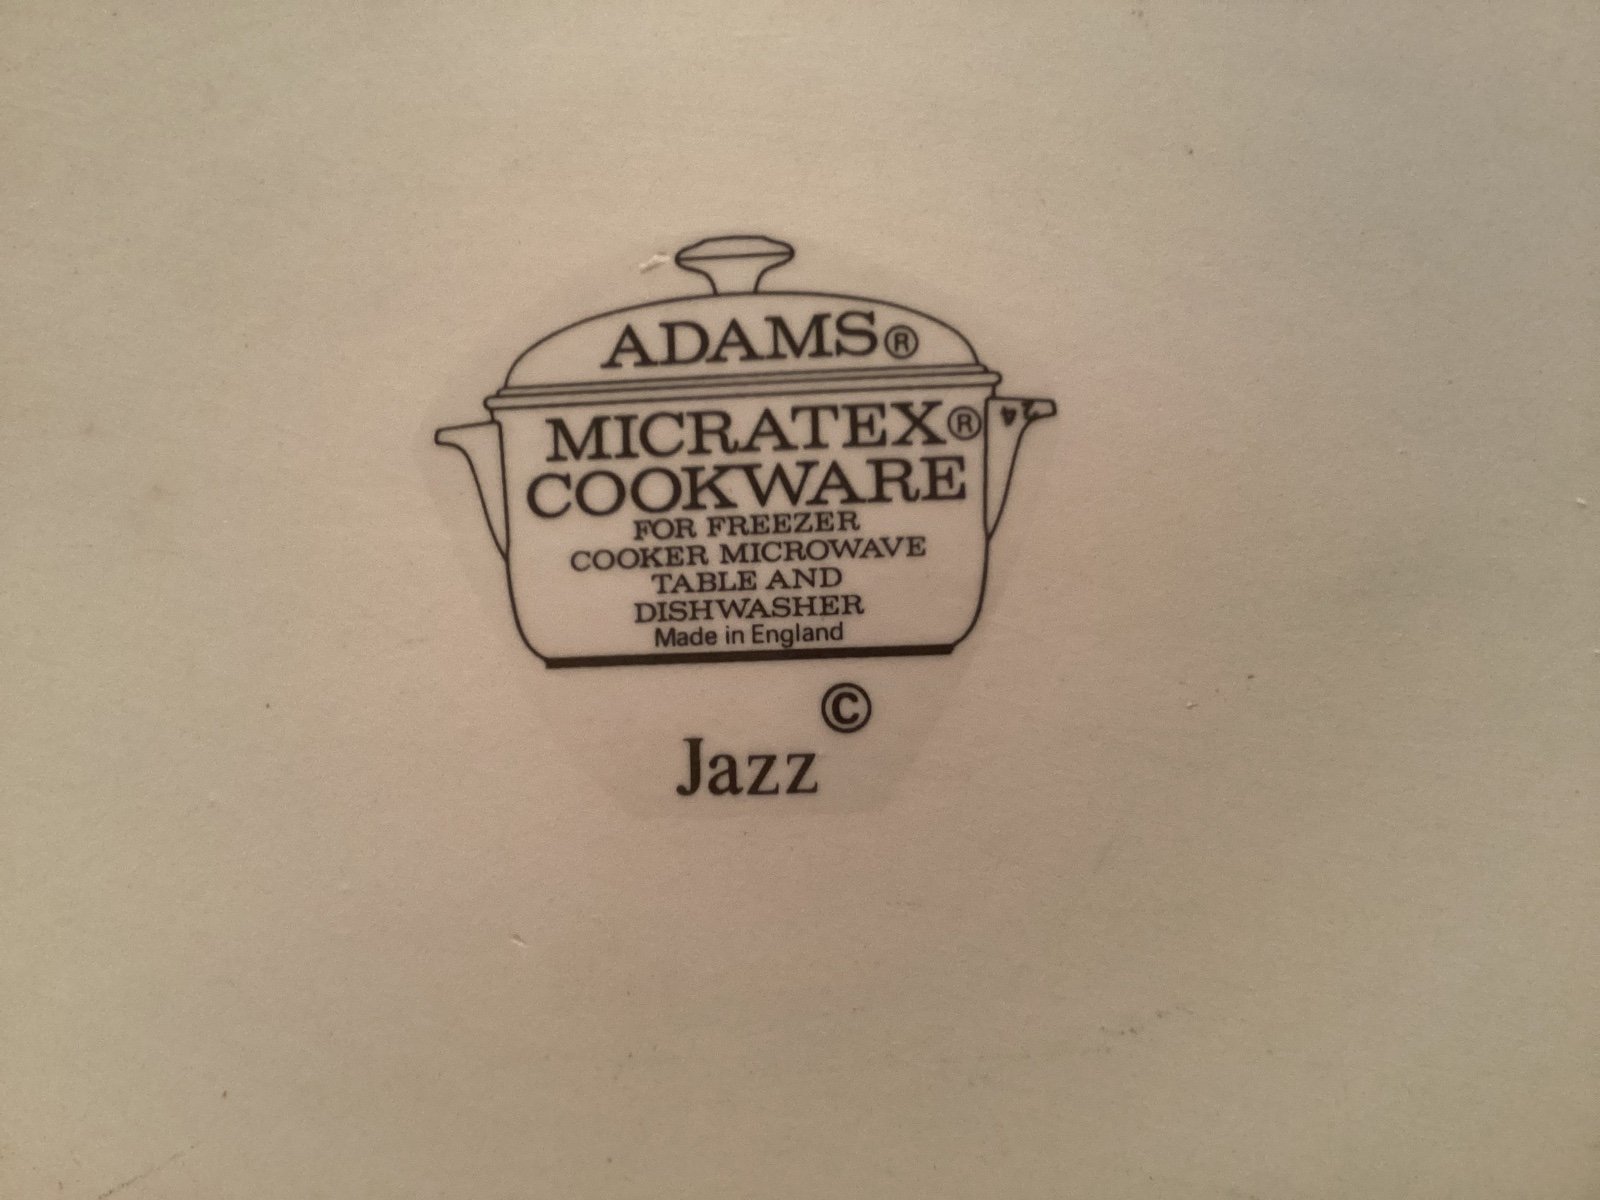 ADAMS®
MICRATEX®
COOKWARE
FOR FREEZER
COOKER MICROWAVE
TABLE AND
DISHWASHER
Made in England
©
Jazz